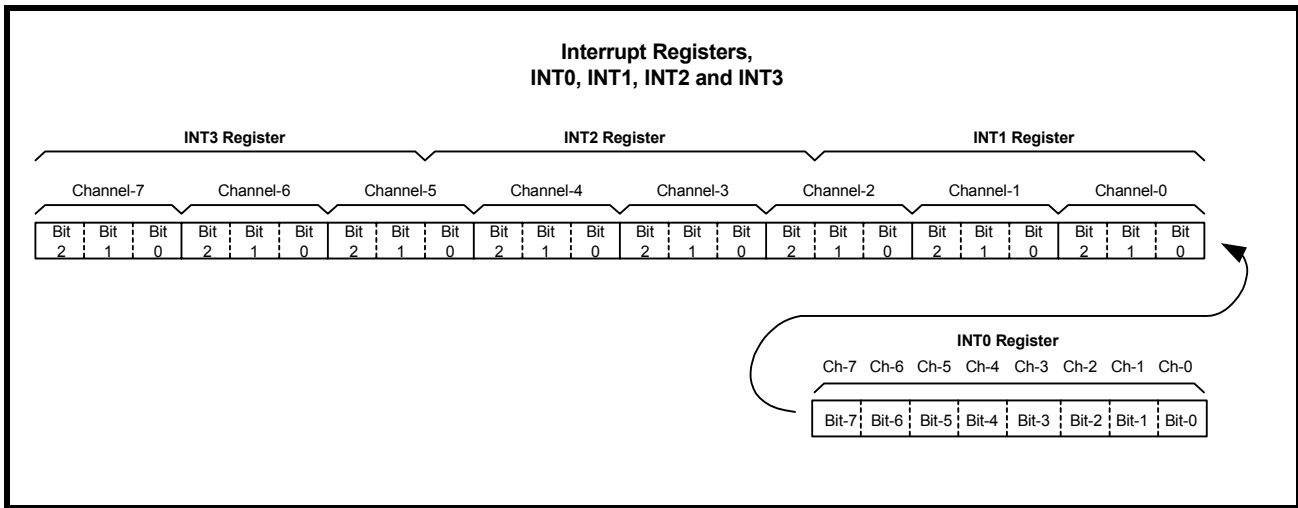 Interrupt Registers,
INT0, INT1, INT2 and INT3
INT3 Register INT2 Register INT1 Register
Channel-7 Channel-6 Channel-5 Channel-4 Channel-3 Channel-2 Channel-1 Channel-0
Bit Bit Bit Bit Bit Bit Bit Bit Bit Bit Bit Bit Bit Bit Bit Bit Bit Bit Bit Bit Bit Bit Bit Bit
2 1 0 2 1 0 2 1 0 2 1 0 2 1 0 2 1 0 2 1 0 2 1 0
INT0 Register
Ch-7 Ch-6 Ch-5 Ch-4 Ch-3 Ch-2 Ch-1 Ch-0
Bit-7 Bit-6 Bit-5 Bit-4 Bit-3 Bit-2 Bit-1 Bit-0